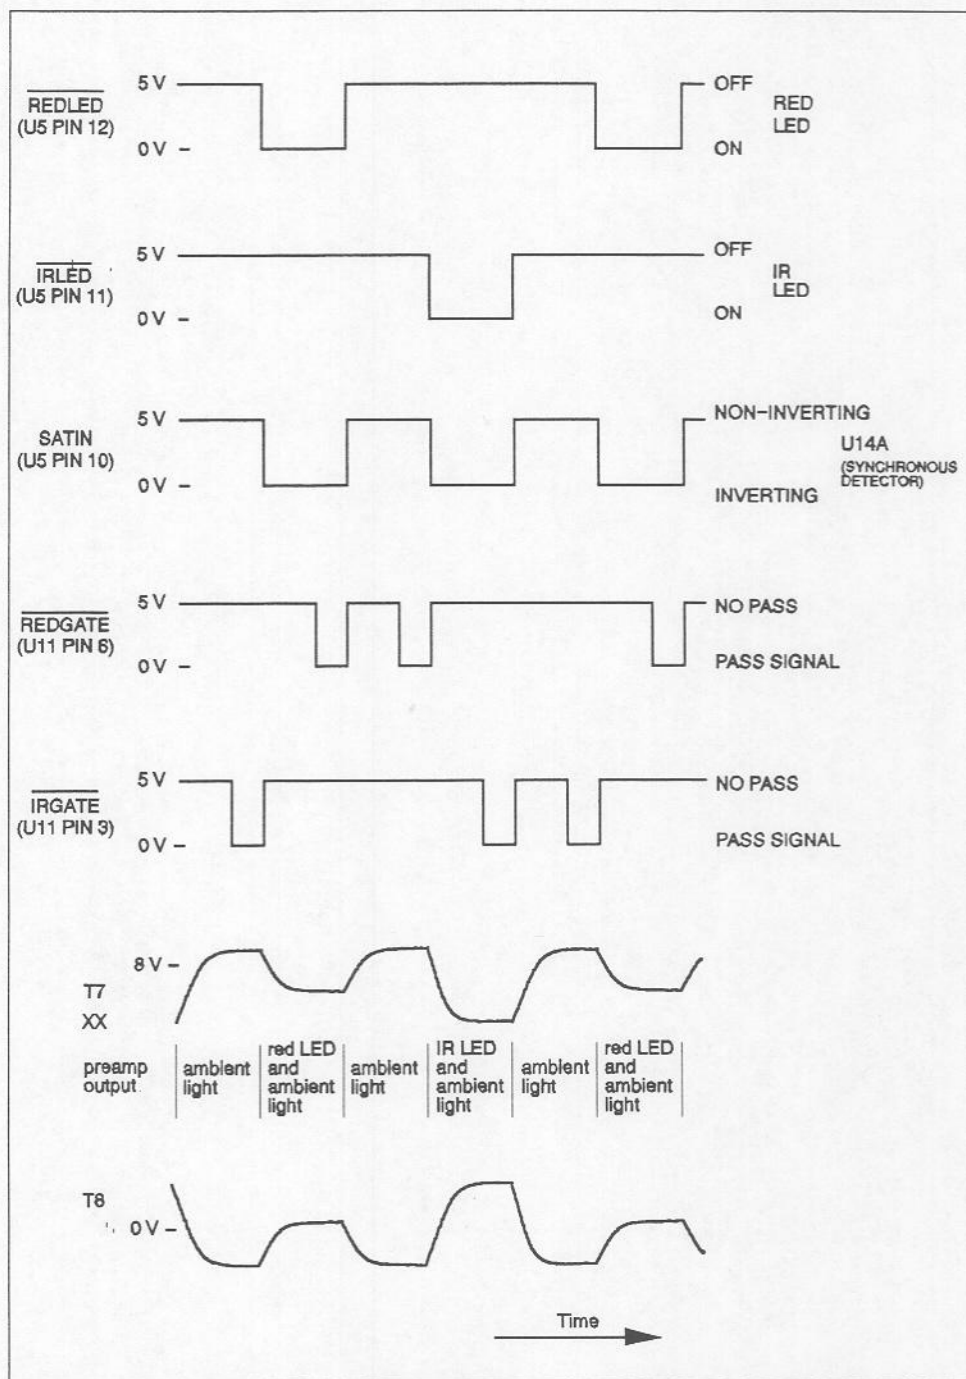 5 V
OFF
RED
REDLED
LED
(U5 PIN 12)
0 V
ON
5 V
OFF
IR
IRLED
LED
(U5 PIN 11)
0 V
ON
5 V
NON-INVERTING
SATIN
U14A
(U5 PIN 10)
(SYNCHRONOUS
DETECTOR)
0 V
INVERTING
5 V
NO PASS
REDGATE
(U11 PIN 6)
0 V
PASS SIGNAL
5 V
NO PASS
IRGATE
(U11 PIN 3)
0 V
PASS SIGNAL
8 V
T7
XX
preamp
output
ambient
light
red LED
and
ambient
light
ambient
light
IR LED
and
ambient
light
ambient
light
red LED
and
ambient
light
T8
0 V
Time